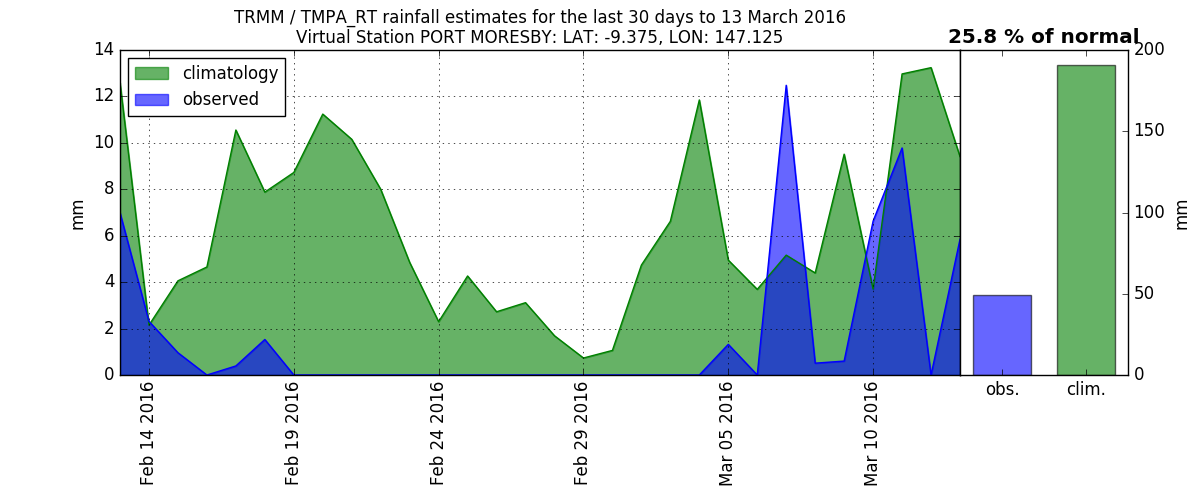 TRMM / TMPA_RT rainfall estimates for the last 30 days to 13 March 2016
Virtual Station PORT MORESBY: LAT: -9.375, LON: 147.125
25.8 % of normal
climatology
observed
mm
14
12
10
8
6
4
2
0
Feb 14 2016
Feb 19 2016
Feb 24 2016
Feb 29 2016
Mar 05 2016
Mar 10 2016
200
150
100
50
0
mm
obs.
clim.